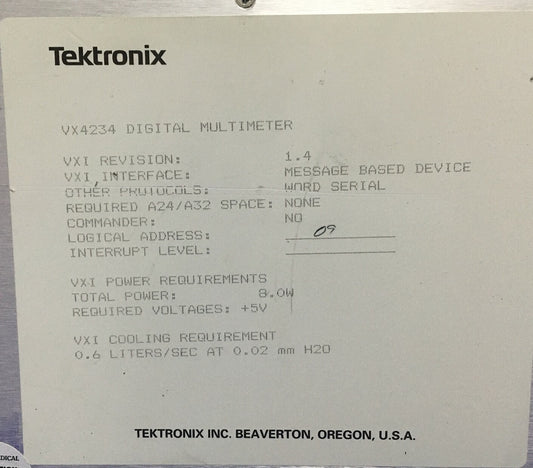 Tektronix
VX4234 DIGITAL MULTIMETER
VXI REVISION: 1.4
VXI INTERFACE: MESSAGE BASED DEVICE
OTHER PROTOCOLS: WORD SERIAL
REQUIRED A24/A32 SPACE: NONE
COMMANDER: NO
LOGICAL ADDRESS: 09
INTERRUPT LEVEL:
VXI POWER REQUIREMENTS
TOTAL POWER: 8.0W
REQUIRED VOLTAGES: +5V
VXI COOLING REQUIREMENT
0.6 LITERS/SEC AT 0.02 mm H2O
TEKTRONIX INC. BEAVERTON, OREGON, U.S.A.